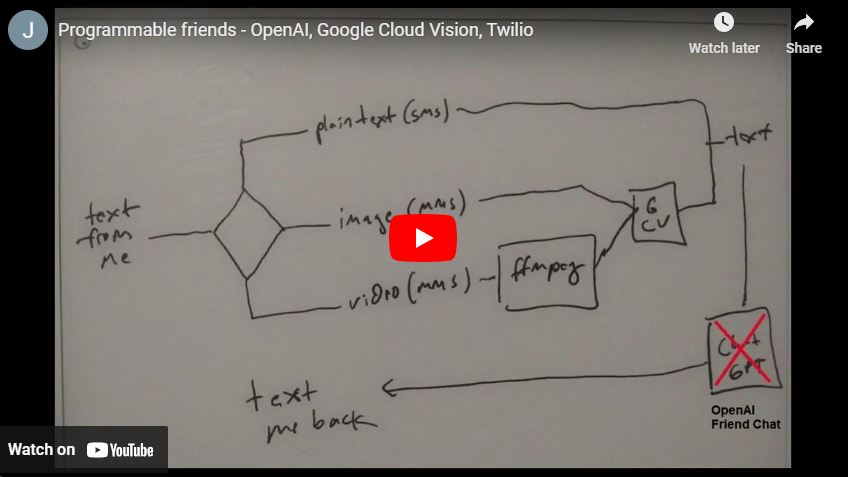 J
Programmable friends - OpenAI, Google Cloud Vision, Twilio
Watch later
Share
plaintext (sms)
text
text
from
me
image (mms)
G
CV
video (mms)
ffmpeg
Chat
GPT
text
me back
OpenAI
Friend Chat
Watch on YouTube